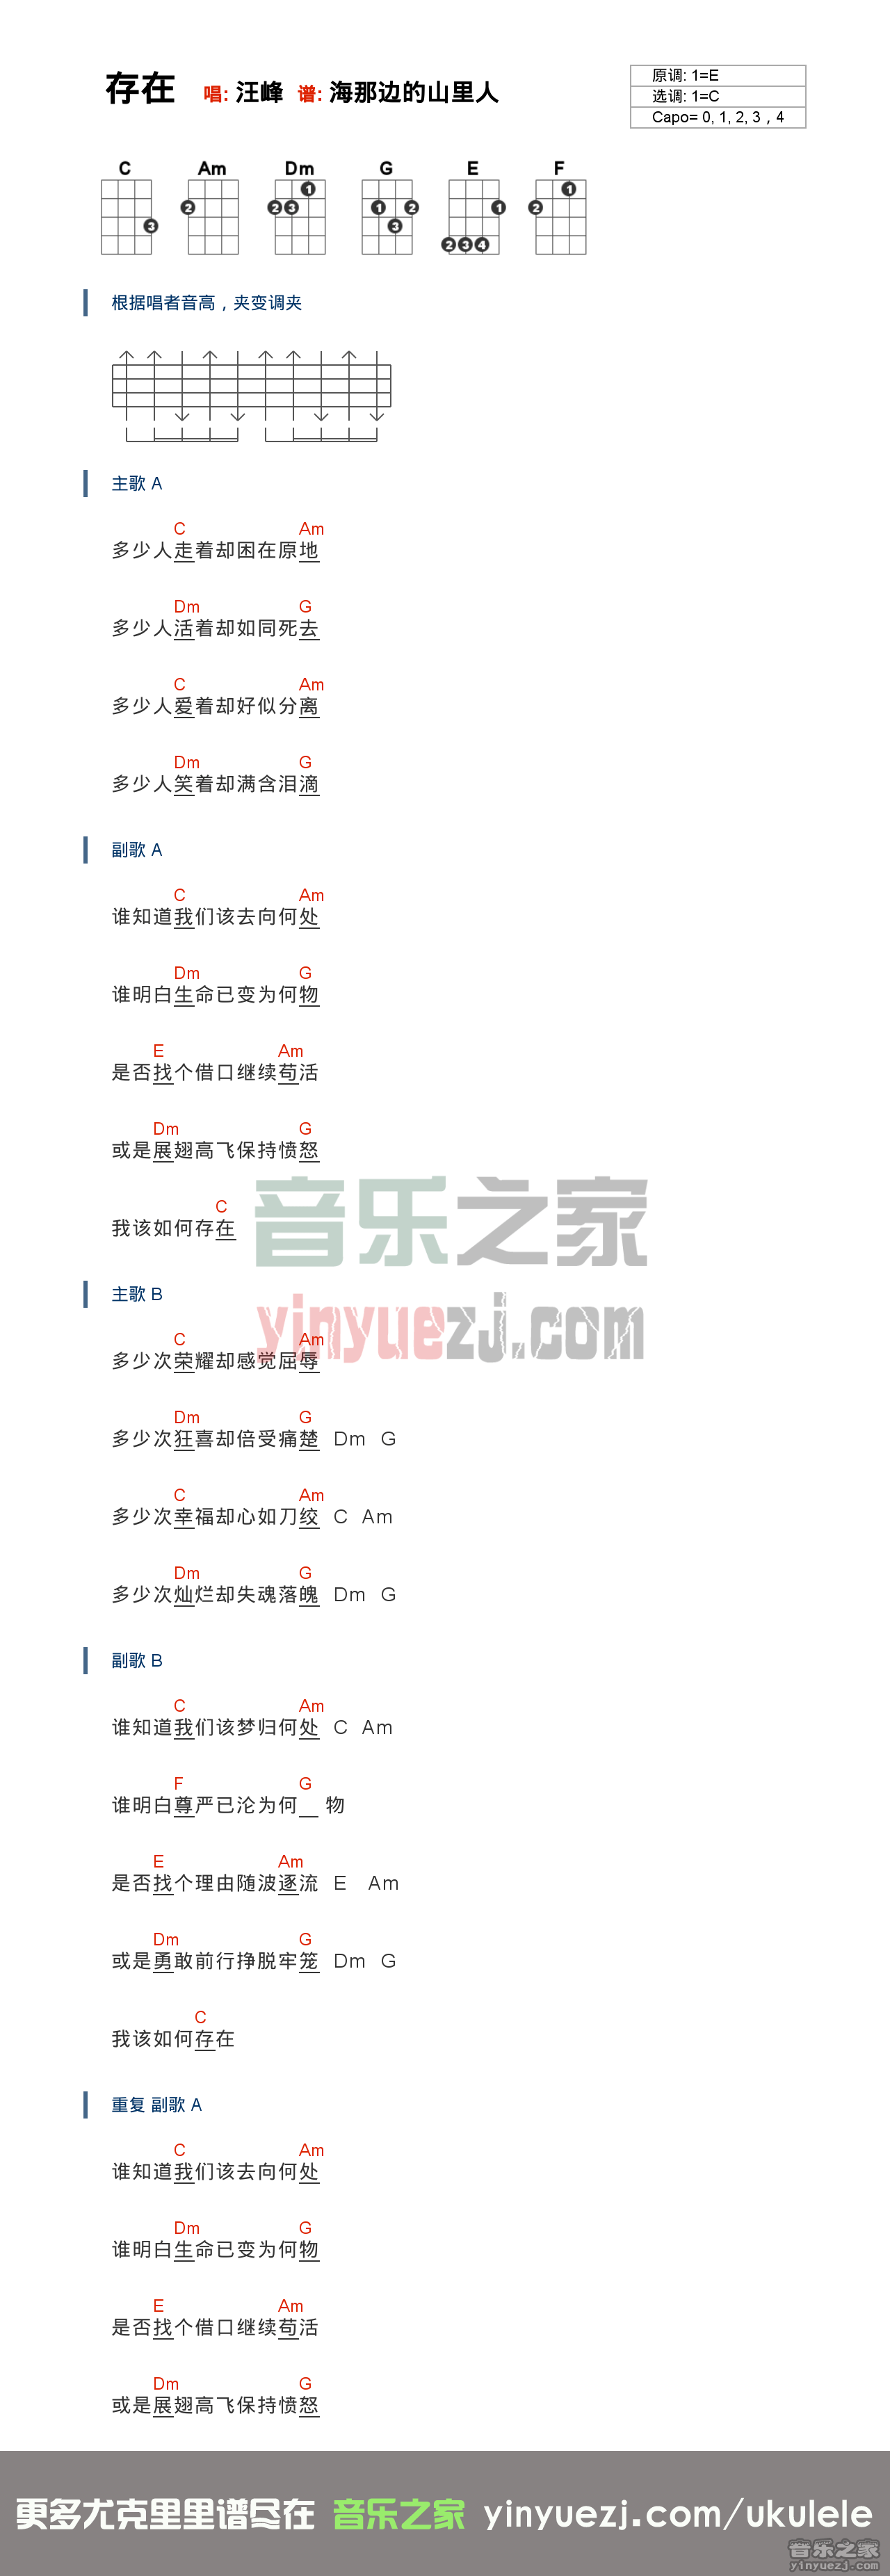 存在 唱: 汪峰 谱: 海那边的山里人
原调: 1=E
选调: 1=C
Capo= 0, 1, 2, 3 , 4
C Am Dm G E F
3 2 1 2 3 1 2 3 1 2 3 4 1 2
根据唱者音高，夹变调夹
主歌 A
C Am
多少人走着却困在原地
Dm G
多少人活着却如同死去
C Am
多少人爱着却好似分离
Dm G
多少人笑着却满含泪滴
副歌 A
C Am
谁知道我们该去向何处
Dm G
谁明白生命已变为何物
E Am
是否找个借口继续苟活
Dm G
或是展翅高飞保持愤怒
C
我该如何存在
音乐之家
yinyuezj.com
主歌 B
C Am
多少次荣耀却感觉屈辱
Dm G
多少次狂喜却倍受痛楚 Dm G
C Am
多少次幸福却心如刀绞 C Am
Dm G
多少次灿烂却失魂落魄 Dm G
副歌 B
C Am
谁知道我们该梦归何处 C Am
F G
谁明白尊严已沦为何__ 物
E Am
是否找个理由随波逐流 E Am
Dm G
或是勇敢前行挣脱牢笼 Dm G
C
我该如何存在
重复 副歌 A
C Am
谁知道我们该去向何处
Dm G
谁明白生命已变为何物
E Am
是否找个借口继续苟活
Dm G
或是展翅高飞保持愤怒
更多尤克里里谱尽在 音乐之家 yinyuezj.com/ukulele
音乐之家
yinyuezj.com